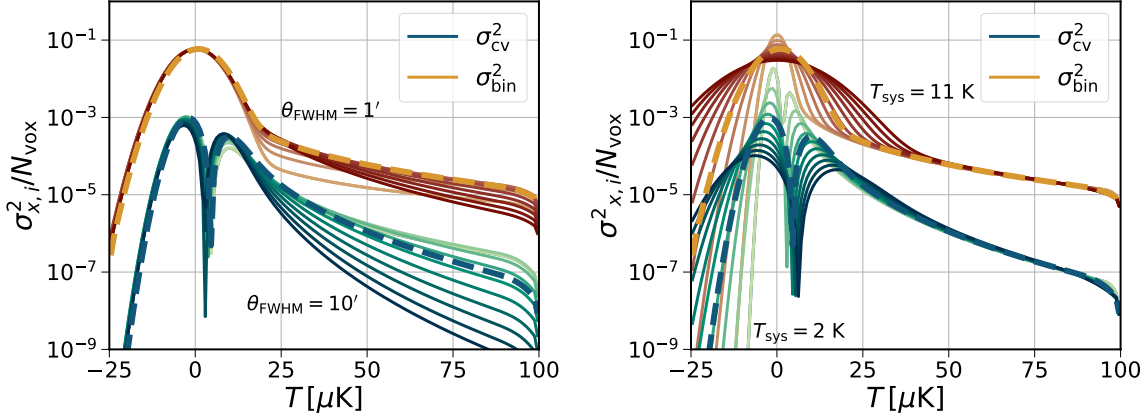 σ²x,i/Nvox
10⁻¹
10⁻³
10⁻⁵
10⁻⁷
10⁻⁹
σ²cv
σ²bin
θFWHM = 1′
θFWHM = 10′
−25 0 25 50 75 100
T [μK]
σ²x,i/Nvox
10⁻¹
10⁻³
10⁻⁵
10⁻⁷
10⁻⁹
σ²cv
σ²bin
Tsys = 11 K
Tsys = 2 K
−25 0 25 50 75 100
T [μK]